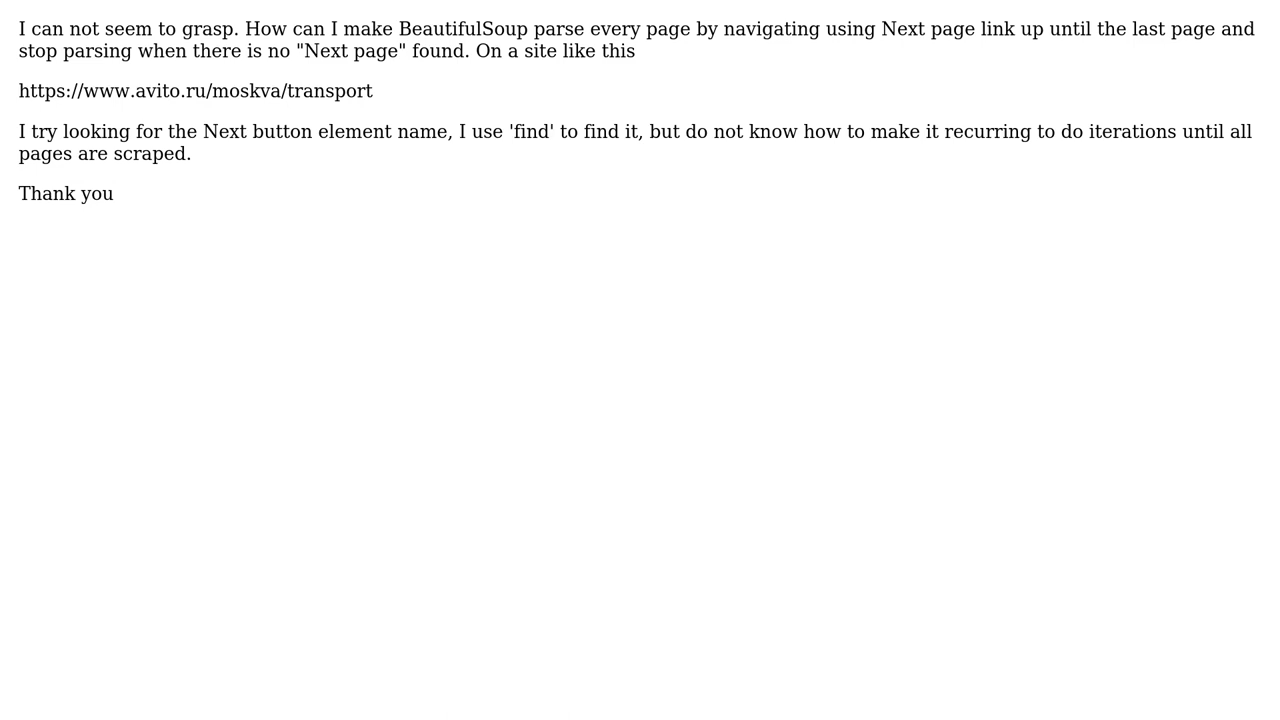 I can not seem to grasp. How can I make BeautifulSoup parse every page by navigating using Next page link up until the last page and
stop parsing when there is no "Next page" found. On a site like this
https://www.avito.ru/moskva/transport
I try looking for the Next button element name, I use 'find' to find it, but do not know how to make it recurring to do iterations until all
pages are scraped.
Thank you